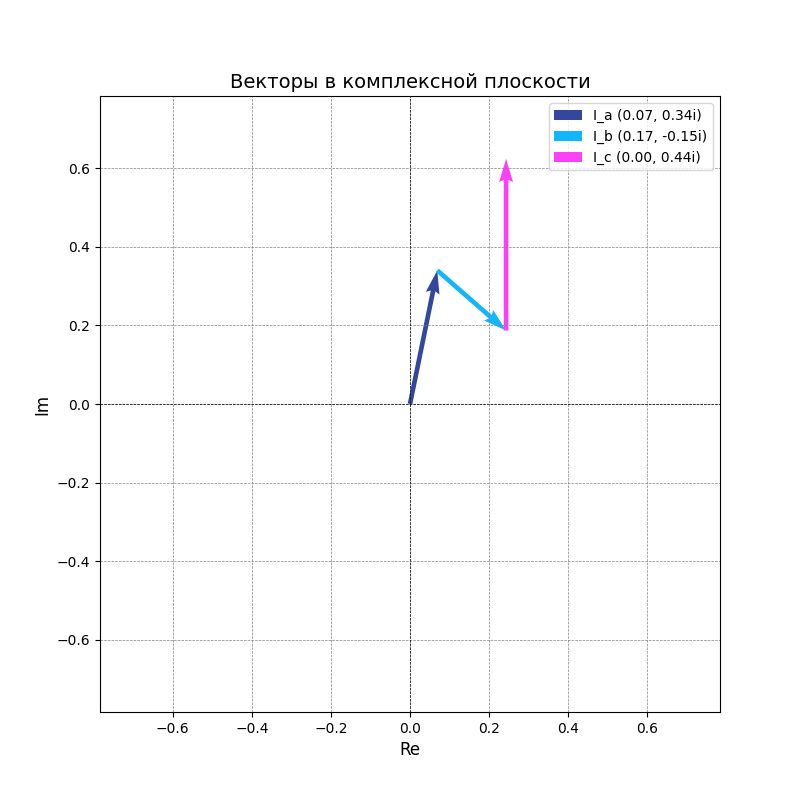 Векторы в комплексной плоскости
I_a (0.07, 0.34i)
I_b (0.17, -0.15i)
I_c (0.00, 0.44i)
0.6
0.4
0.2
0.0
−0.2
−0.4
−0.6
Im
−0.6 −0.4 −0.2 0.0 0.2 0.4 0.6
Re